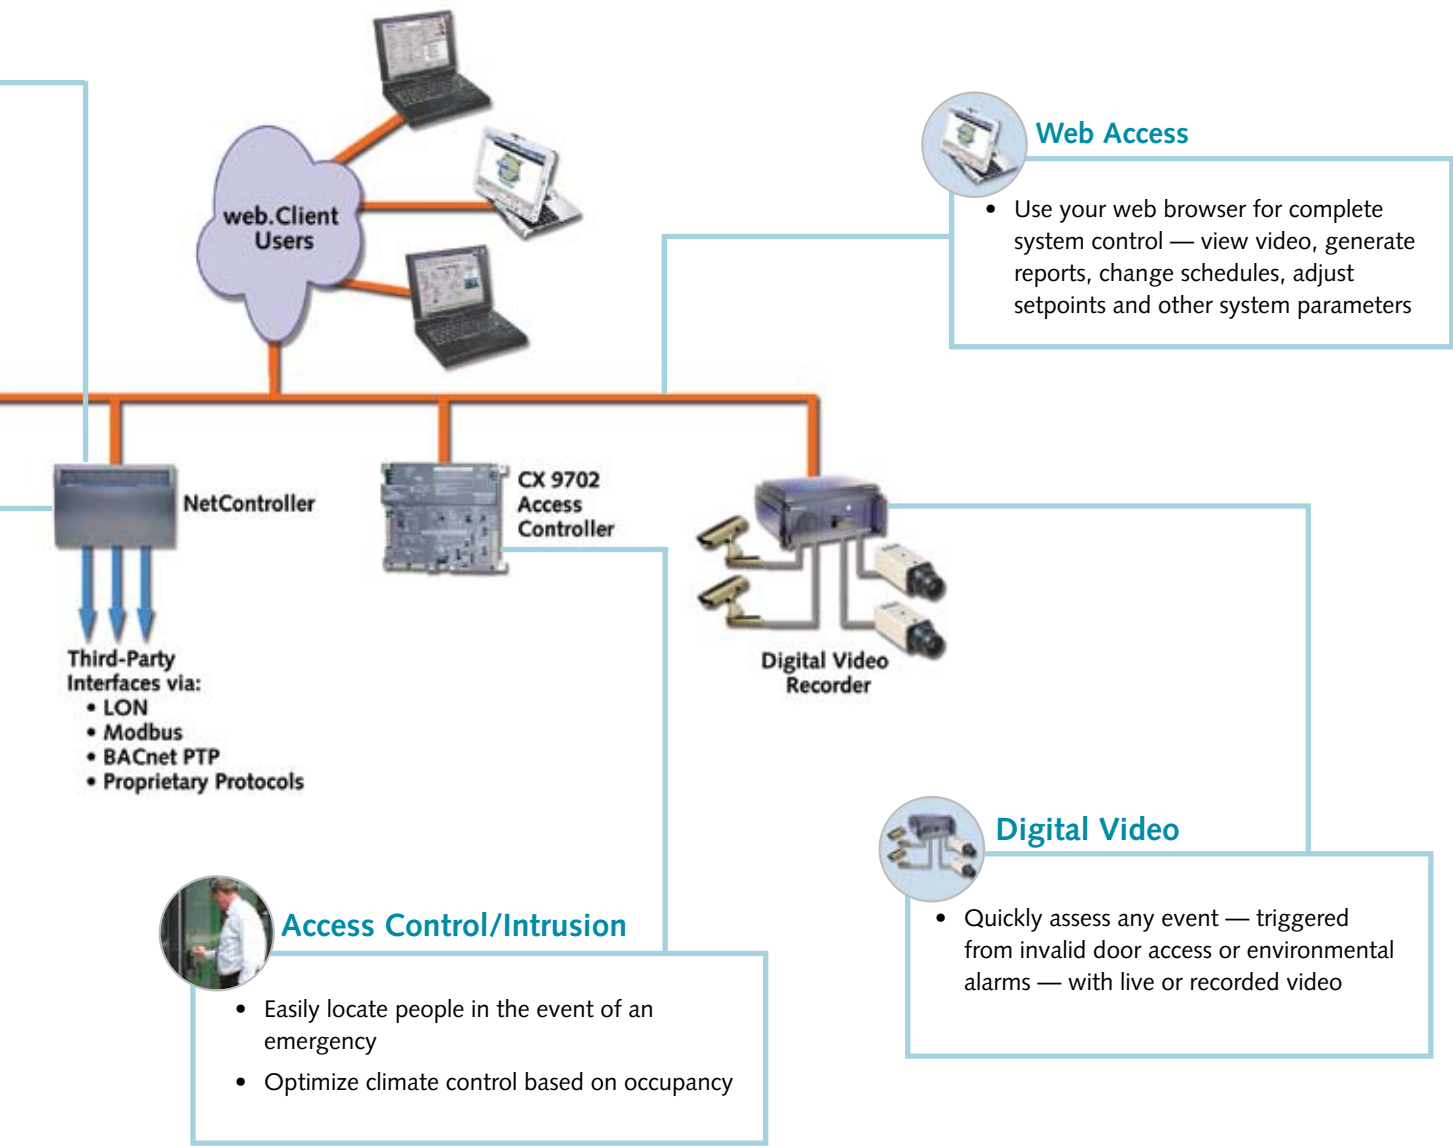 web.Client
Users
Web Access
• Use your web browser for complete
system control — view video, generate
reports, change schedules, adjust
setpoints and other system parameters
NetController
CX 9702
Access
Controller
Third-Party
Interfaces via:
• LON
• Modbus
• BACnet PTP
• Proprietary Protocols
Digital Video
Recorder
Digital Video
• Quickly assess any event — triggered
from invalid door access or environmental
alarms — with live or recorded video
Access Control/Intrusion
• Easily locate people in the event of an
emergency
• Optimize climate control based on occupancy